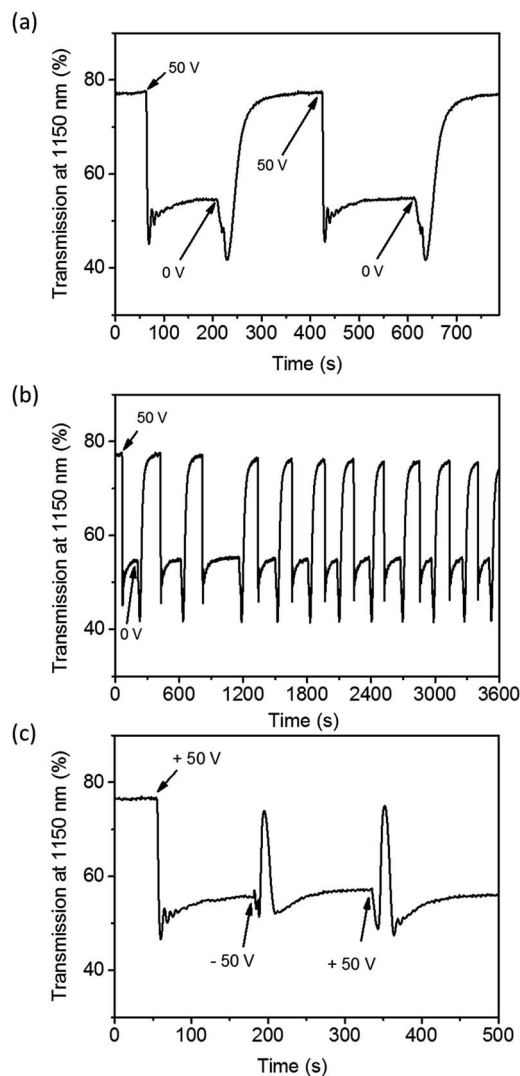 (a)
Transmission at 1150 nm (%)
80
60
40
50 V
50 V
0 V
0 V
0 100 200 300 400 500 600 700
Time (s)
(b)
Transmission at 1150 nm (%)
80
60
40
50 V
0 V
0 600 1200 1800 2400 3000 3600
Time (s)
(c)
Transmission at 1150 nm (%)
80
60
40
+ 50 V
- 50 V
+ 50 V
0 100 200 300 400 500
Time (s)